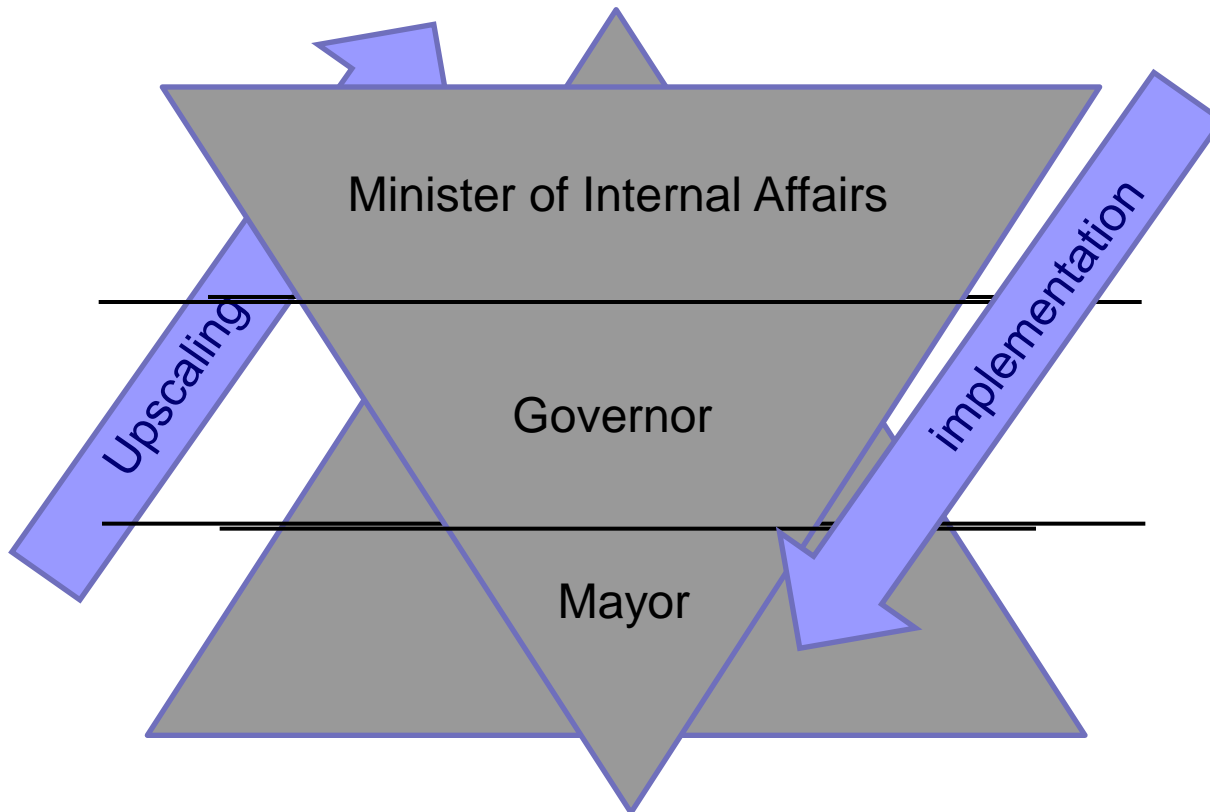 Minister of Internal Affairs
Upscaling
implementation
Governor
Mayor